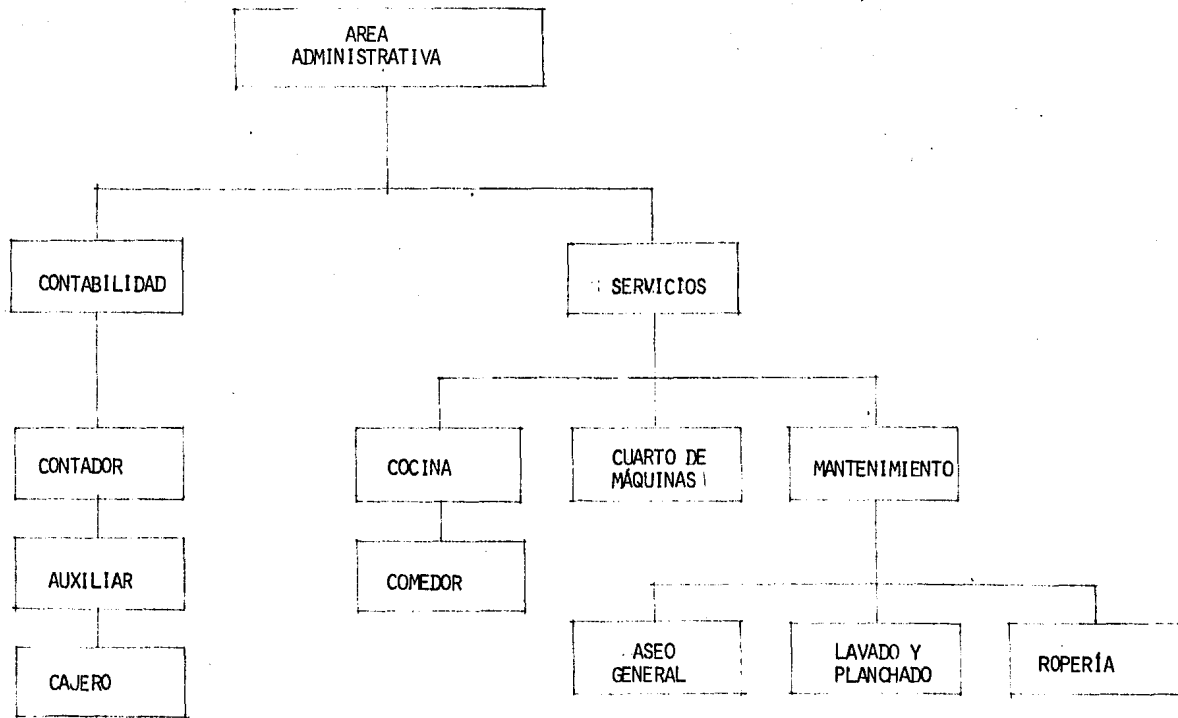 AREA
ADMINISTRATIVA
CONTABILIDAD
SERVICIOS
CONTADOR
COCINA
CUARTO DE
MÁQUINAS
MANTENIMIENTO
AUXILIAR
COMEDOR
CAJERO
ASEO
GENERAL
LAVADO Y
PLANCHADO
ROPERÍA